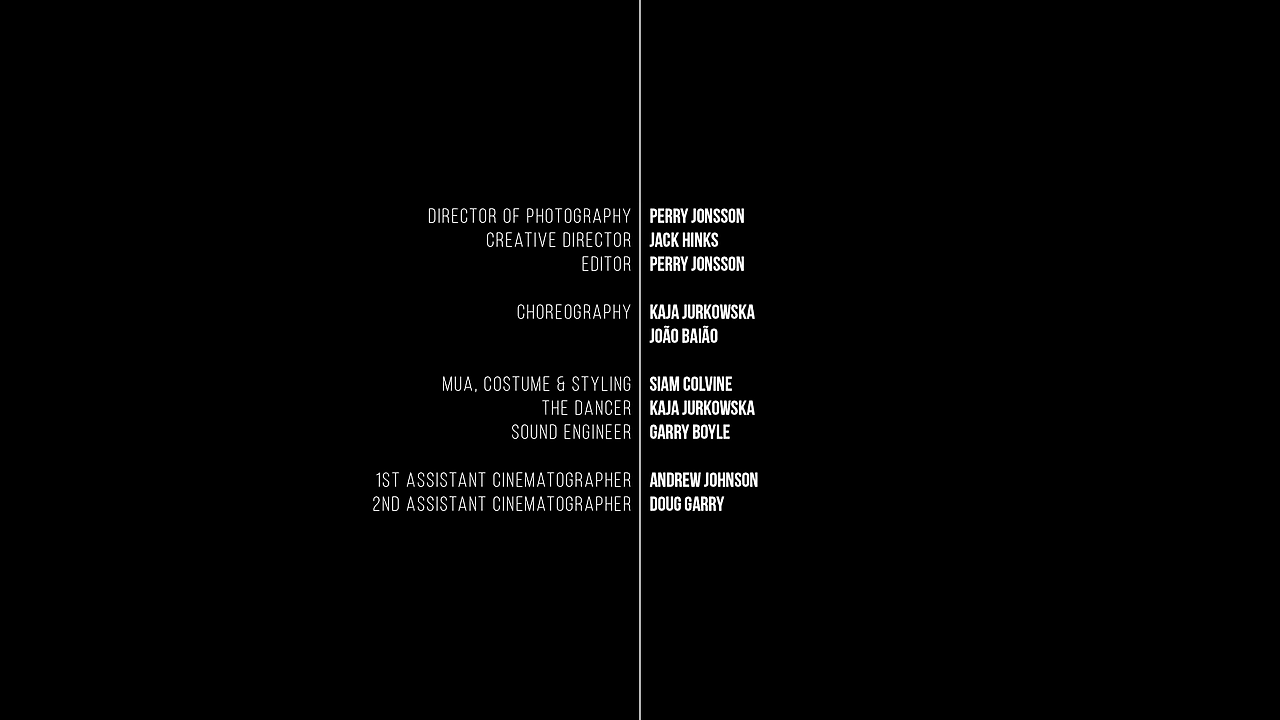 DIRECTOR OF PHOTOGRAPHY PERRY JONSSON
CREATIVE DIRECTOR JACK HINKS
EDITOR PERRY JONSSON
CHOREOGRAPHY KAJA JURKOWSKA
JOÃO BAIÃO
MUA, COSTUME & STYLING SIAM COLVINE
THE DANCER KAJA JURKOWSKA
SOUND ENGINEER GARRY BOYLE
1ST ASSISTANT CINEMATOGRAPHER ANDREW JOHNSON
2ND ASSISTANT CINEMATOGRAPHER DOUG GARRY